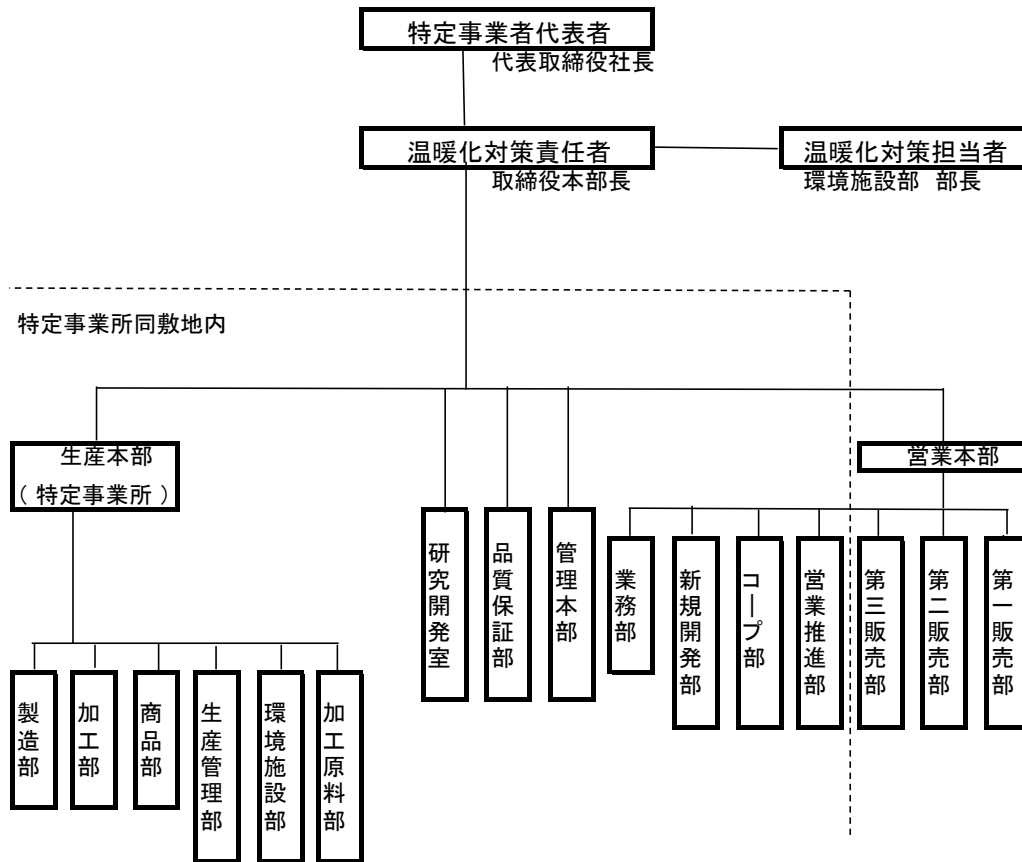 特定事業者代表者
代表取締役社長
温暖化対策責任者
取締役本部長
温暖化対策担当者
環境施設部 部長
特定事業所同敷地内
生産本部
(特定事業所)
営業本部
研究開発室
品質保証部
管理本部
業務部
新規開発部
コープ部
営業推進部
第三販売部
第二販売部
第一販売部
製造部
加工部
商品部
生産管理部
環境施設部
加工原料部